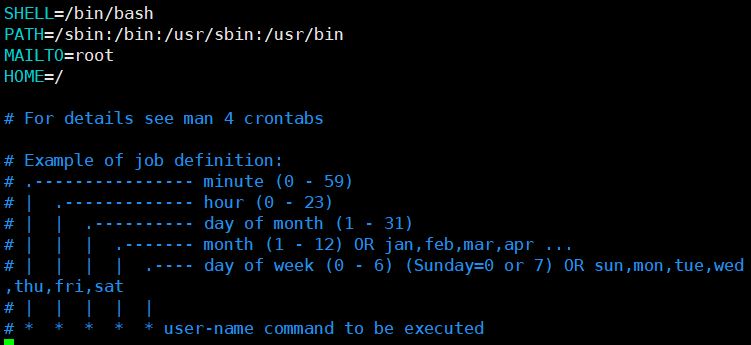 SHELL=/bin/bash
PATH=/sbin:/bin:/usr/sbin:/usr/bin
MAILTO=root
HOME=/
# For details see man 4 crontabs
# Example of job definition:
# .---------------- minute (0 - 59)
# |  .------------- hour (0 - 23)
# |  |  .---------- day of month (1 - 31)
# |  |  |  .------- month (1 - 12) OR jan,feb,mar,apr ...
# |  |  |  |  .---- day of week (0 - 6) (Sunday=0 or 7) OR sun,mon,tue,wed
,thu,fri,sat
# |  |  |  |  |
# *  *  *  *  * user-name command to be executed